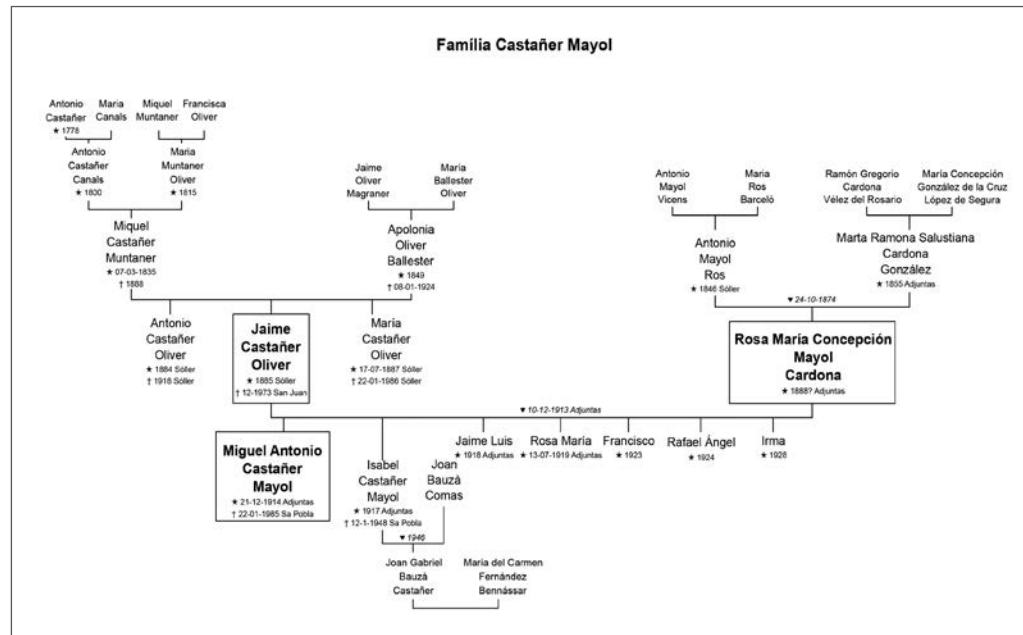 Família Castañer Mayol
Antonio
Castañer
★ 1778
Maria
Canals
Miquel
Muntaner
Francisca
Oliver
Antonio
Castañer
Canals
★ 1800
Maria
Muntaner
Oliver
★ 1815
Jaime
Oliver
Magraner
Maria
Ballester
Oliver
Antonio
Mayol
Vicens
Maria
Ros
Barceló
Ramón Gregorio
Cardona
Vélez del Rosario
María Concepción
González de la Cruz
López de Segura
Miquel
Castañer
Muntaner
★ 07-03-1835
† 1888
Apolonia
Oliver
Ballester
★ 1849
† 08-01-1924
Antonio
Mayol
Ros
★ 1846 Sóller
Marta Ramona Salustiana
Cardona
González
★ 1855 Adjuntas
♥ 24-10-1874
Antonio
Castañer
Oliver
★ 1884 Sóller
† 1918 Sóller
Jaime
Castañer
Oliver
★ 1885 Sóller
† 12-1973 San Juan
Maria
Castañer
Oliver
★ 17-07-1887 Sóller
† 22-01-1986 Sóller
Rosa María Concepción
Mayol
Cardona
★ 1888? Adjuntas
♥ 10-12-1913 Adjuntas
Miguel Antonio
Castañer
Mayol
★ 21-12-1914 Adjuntas
† 22-01-1985 Sa Pobla
Isabel
Castañer
Mayol
★ 1917 Adjuntas
† 12-1-1948 Sa Pobla
Joan
Bauzá
Comas
Jaime Luis
★ 1918 Adjuntas
Rosa María
★ 13-07-1919 Adjuntas
Francisco
★ 1923
Rafael Ángel
★ 1924
Irma
★ 1928
♥ 1946
Joan Gabriel
Bauzá
Castañer
María del Carmen
Fernández
Bennássar